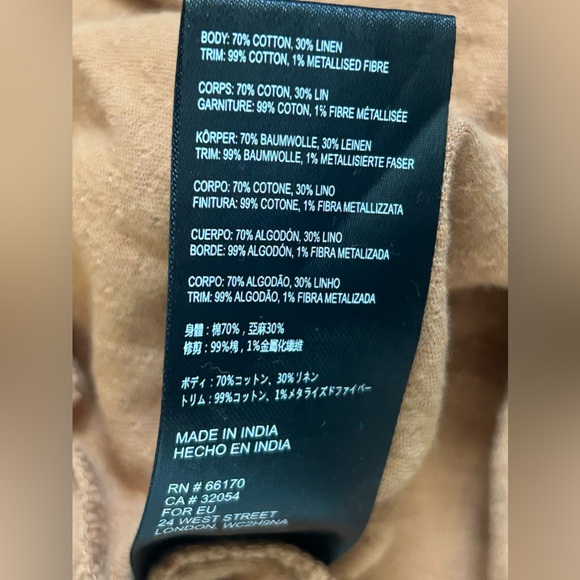 BODY: 70% COTTON, 30% LINEN
TRIM: 99% COTTON, 1% METALLISED FIBRE
CORPS: 70% COTON, 30% LIN
GARNITURE: 99% COTON, 1% FIBRE MÉTALLISÉE
KÖRPER: 70% BAUMWOLLE, 30% LEINEN
TRIM: 99% BAUMWOLLE, 1% METALLISIERTE FASER
CORPO: 70% COTONE, 30% LINO
FINITURA: 99% COTONE, 1% FIBRA METALLIZZATA
CUERPO: 70% ALGODÓN, 30% LINO
BORDE: 99% ALGODÓN, 1% FIBRA METALIZADA
CORPO: 70% ALGODÃO, 30% LINHO
TRIM: 99% ALGODÃO, 1% FIBRA METALIZADA
身體 : 棉70% , 亞麻30%
修剪 : 99%棉 , 1%金屬化纖維
ボディ : 70%コットン、30%リネン
トリム : 99%コットン、1%メタライズドファイバー
MADE IN INDIA
HECHO EN INDIA
RN # 66170
CA # 32054
FOR EU
24 WEST STREET
LONDON, WC2H9NA